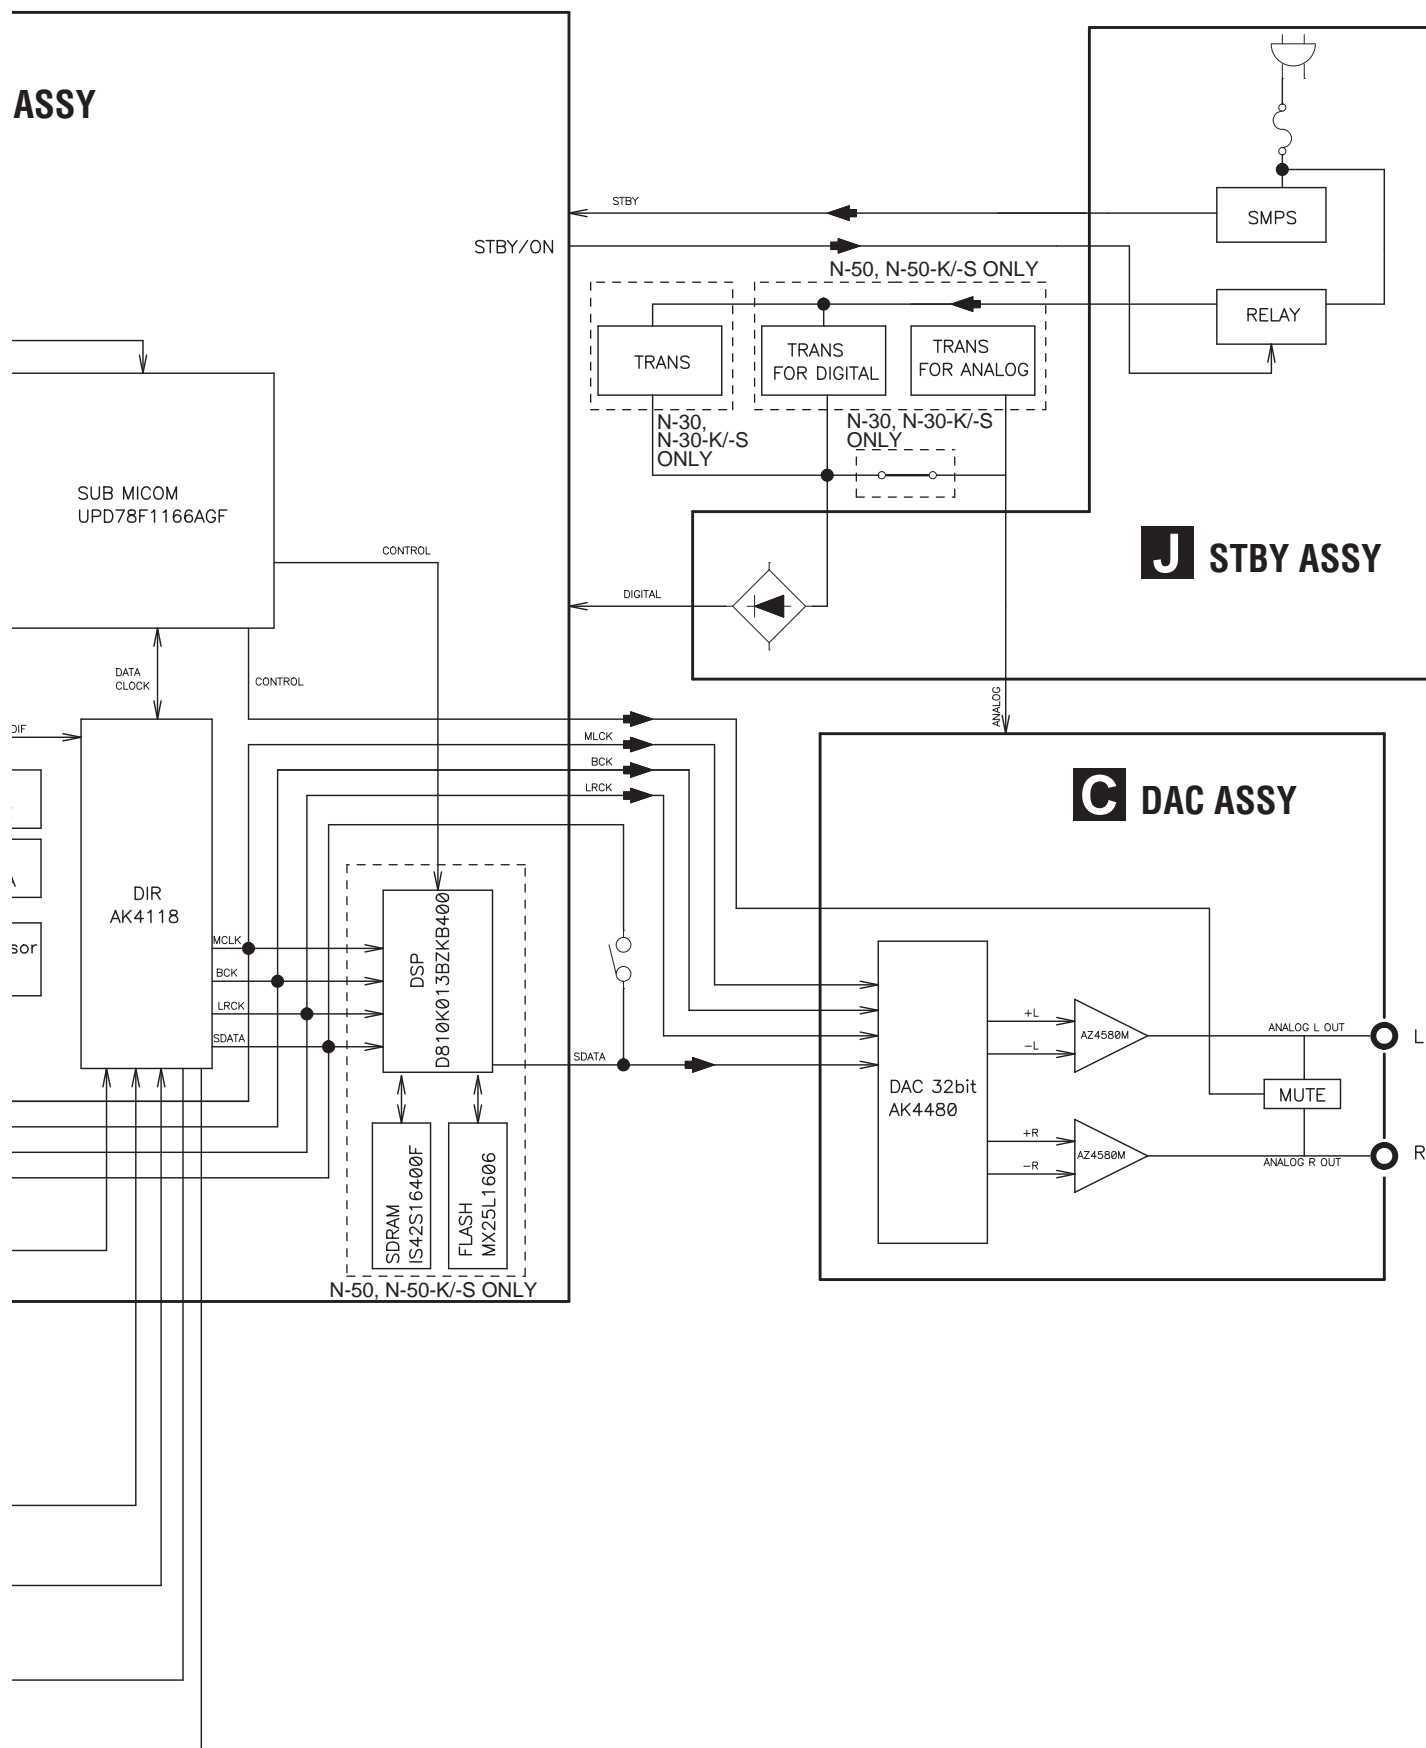 ASSY
STBY
SMPS
STBY/ON
N-50, N-50-K/-S ONLY
RELAY
TRANS
TRANS
FOR DIGITAL
TRANS
FOR ANALOG
N-30,
N-30-K/-S
ONLY
N-30, N-30-K/-S
ONLY
SUB MICOM
UPD78F1166AGF
J STBY ASSY
CONTROL
DIGITAL
DATA
CLOCK
CONTROL
ANALOG
DIF
MLCK
BCK
LRCK
C DAC ASSY
DIR
AK4118
sor
MCLK
BCK
LRCK
SDATA
DSP
D810K013BZKB400
SDATA
DAC 32bit
AK4480
+L
-L
AZ4580M
ANALOG L OUT
L
MUTE
+R
-R
AZ4580M
ANALOG R OUT
R
SDRAM
IS42S16400F
FLASH
MX25L1606
N-50, N-50-K/-S ONLY